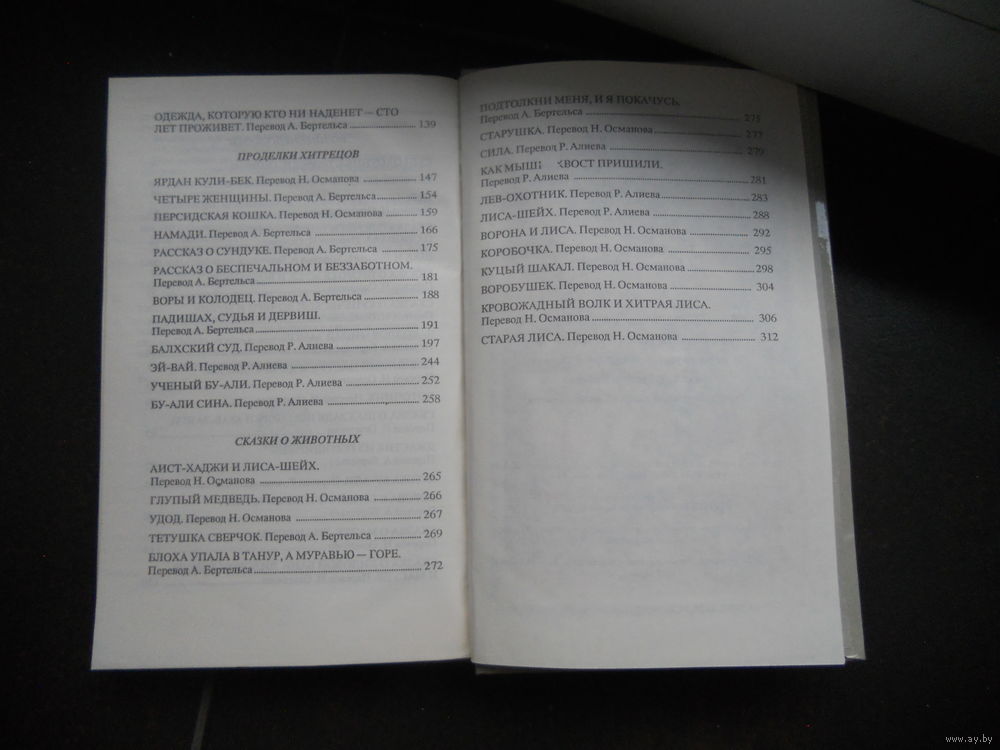 ОДЕЖДА, КОТОРУЮ КТО НИ НАДЕНЕТ — СТО
ЛЕТ ПРОЖИВЕТ. Перевод А. Бертельса 139
ПРОДЕЛКИ ХИТРЕЦОВ
ЯРДАН КУЛИ-БЕК. Перевод Н. Османова 147
ЧЕТЫРЕ ЖЕНЩИНЫ. Перевод А. Бертельса 154
ПЕРСИДСКАЯ КОШКА. Перевод Н. Османова 159
НАМАДИ. Перевод А. Бертельса 166
РАССКАЗ О СУНДУКЕ. Перевод А. Бертельса 175
РАССКАЗ О БЕСПЕЧАЛЬНОМ И БЕЗЗАБОТНОМ.
Перевод А. Бертельса 181
ВОРЫ И КОЛОДЕЦ. Перевод А. Бертельса 188
ПАДИШАХ, СУДЬЯ И ДЕРВИШ.
Перевод А. Бертельса 191
БАЛХСКИЙ СУД. Перевод Р. Алиева 197
ЭЙ-ВАЙ. Перевод Р. Алиева 244
УЧЕНЫЙ БУ-АЛИ. Перевод Р. Алиева 252
БУ-АЛИ СИНА. Перевод Р. Алиева 258
СКАЗКИ О ЖИВОТНЫХ
АИСТ-ХАДЖИ И ЛИСА-ШЕЙХ.
Перевод Н. Османова 265
ГЛУПЫЙ МЕДВЕДЬ. Перевод Н. Османова 266
УДОД. Перевод Н. Османова 267
ТЕТУШКА СВЕРЧОК. Перевод А. Бертельса 269
БЛОХА УПАЛА В ТАНУР, А МУРАВЬЮ — ГОРЕ.
Перевод А. Бертельса 272
ПОДТОЛКНИ МЕНЯ, И Я ПОКАЧУСЬ.
Перевод А. Бертельса 275
СТАРУШКА. Перевод Н. Османова 277
СИЛА. Перевод Р. Алиева 279
КАК МЫШИ ХВОСТ ПРИШИЛИ.
Перевод Р. Алиева 281
ЛЕВ-ОХОТНИК. Перевод Р. Алиева 283
ЛИСА-ШЕЙХ. Перевод Р. Алиева 288
ВОРОНА И ЛИСА. Перевод Н. Османова 292
КОРОБОЧКА. Перевод Н. Османова 295
КУЦЫЙ ШАКАЛ. Перевод Н. Османова 298
ВОРОБУШЕК. Перевод Н. Османова 304
КРОВОЖАДНЫЙ ВОЛК И ХИТРАЯ ЛИСА.
Перевод Н. Османова 306
СТАРАЯ ЛИСА. Перевод Н. Османова 312
www.ay.by